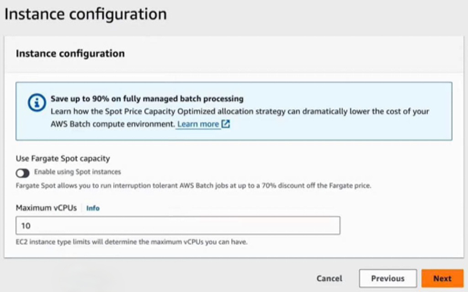 Instance configuration
Instance configuration
Save up to 90% on fully managed batch processing
Learn how the Spot Price Capacity Optimized allocation strategy can dramatically lower the cost of your
AWS Batch compute environment. Learn more
Use Fargate Spot capacity
Enable using Spot instances
Fargate Spot allows you to run interruption tolerant AWS Batch jobs at up to a 70% discount off the Fargate price.
Maximum vCPUs Info
10
EC2 instance type limits will determine the maximum vCPUs you can have.
Cancel Previous Next